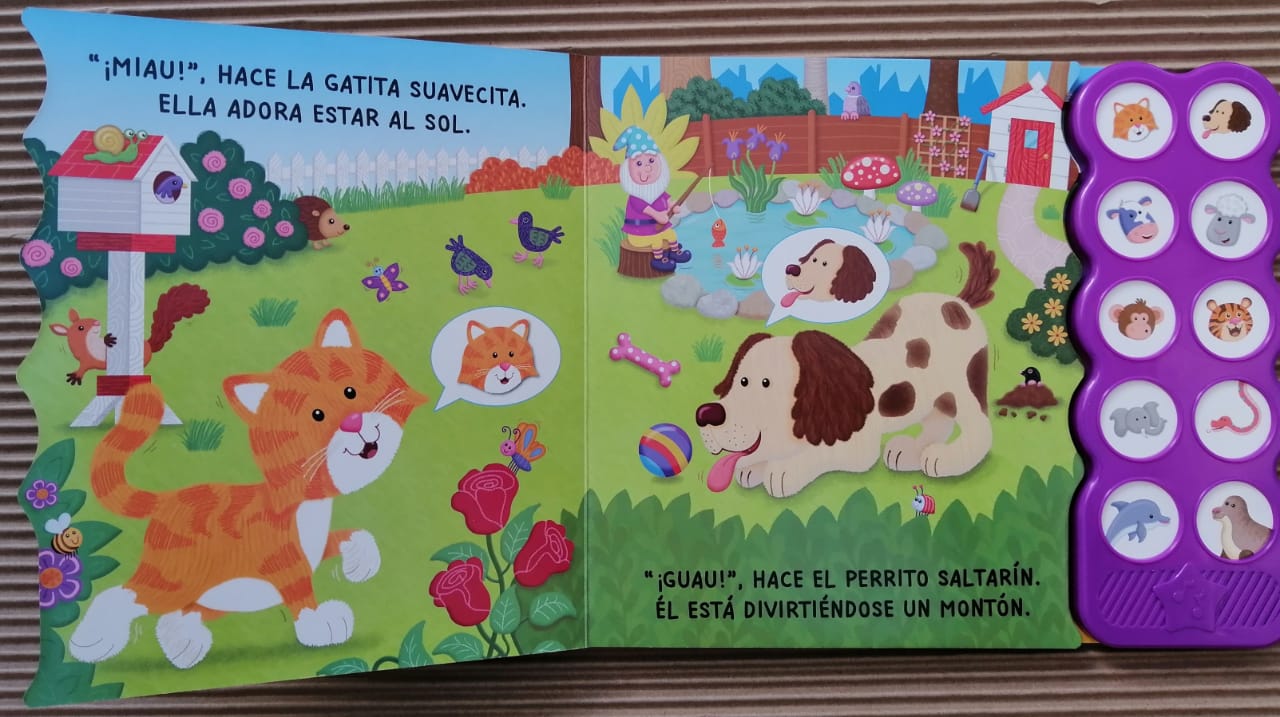 “¡MIAU!”, HACE LA GATITA SUAVECITA.
ELLA ADORA ESTAR AL SOL.
“¡GUAU!”, HACE EL PERRITO SALTARÍN.
ÉL ESTÁ DIVIRTIÉNDOSE UN MONTÓN.